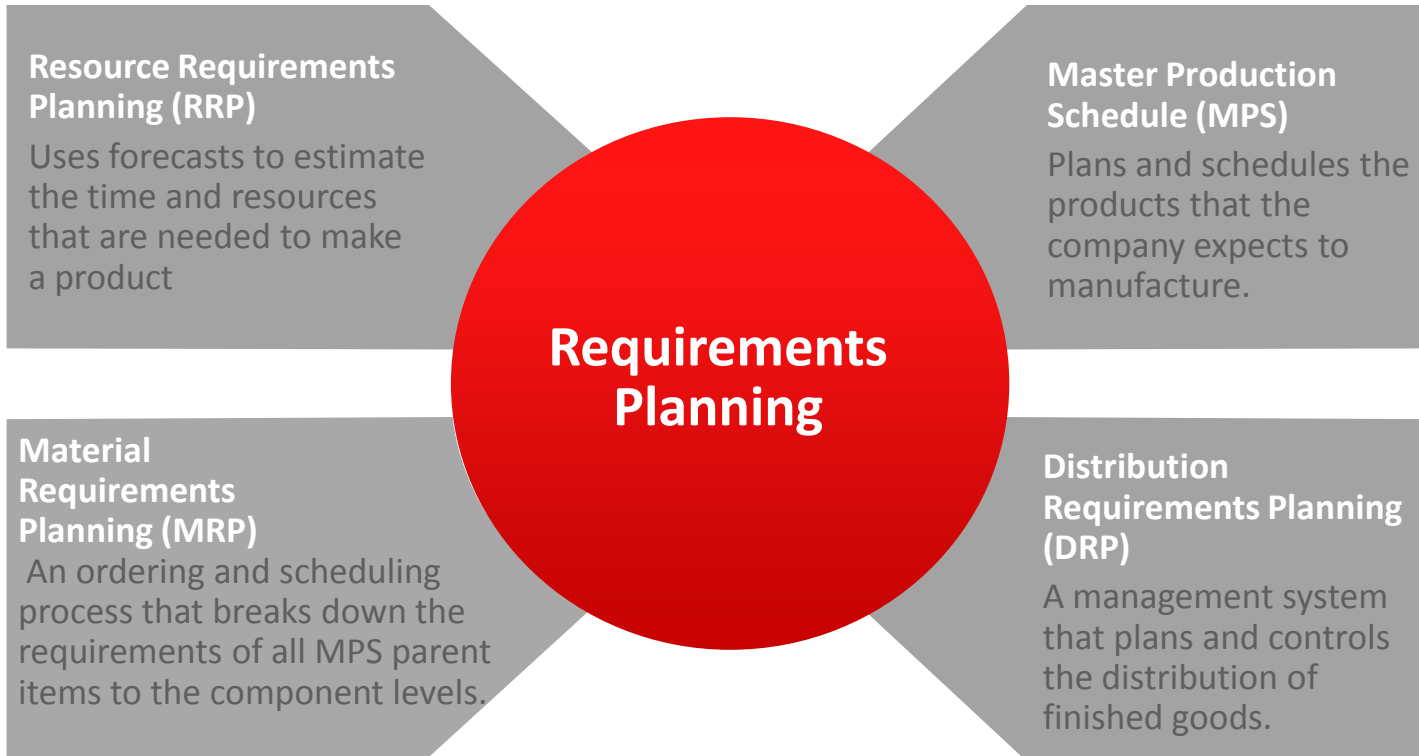 Resource Requirements
Planning (RRP)
Uses forecasts to estimate
the time and resources
that are needed to make
a product
Master Production
Schedule (MPS)
Plans and schedules the
products that the
company expects to
manufacture.
Requirements
Planning
Material
Requirements
Planning (MRP)
An ordering and scheduling
process that breaks down the
requirements of all MPS parent
items to the component levels.
Distribution
Requirements Planning
(DRP)
A management system
that plans and controls
the distribution of
finished goods.